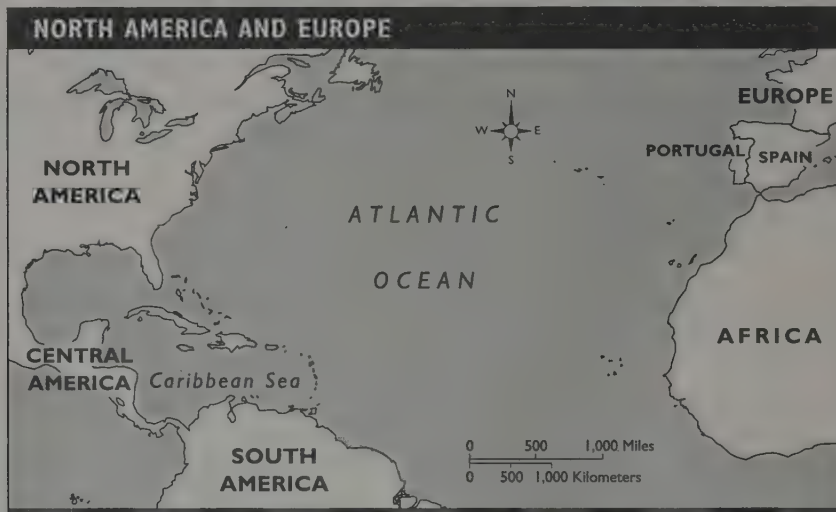 NORTH AMERICA AND EUROPE
N
W E
S
EUROPE
PORTUGAL
SPAIN
NORTH
AMERICA
ATLANTIC
OCEAN
AFRICA
CENTRAL
AMERICA
Caribbean Sea
SOUTH
AMERICA
0 500 1,000 Miles
0 500 1,000 Kilometers